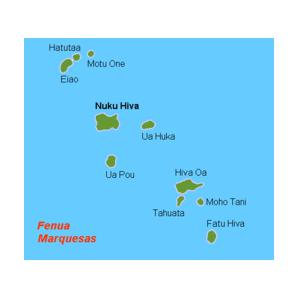 Hatutaa
Motu One
Eiao
Nuku Hiva
Ua Huka
Ua Pou
Hiva Oa
Moho Tani
Tahuata
Fatu Hiva
Fenua
Marquesas